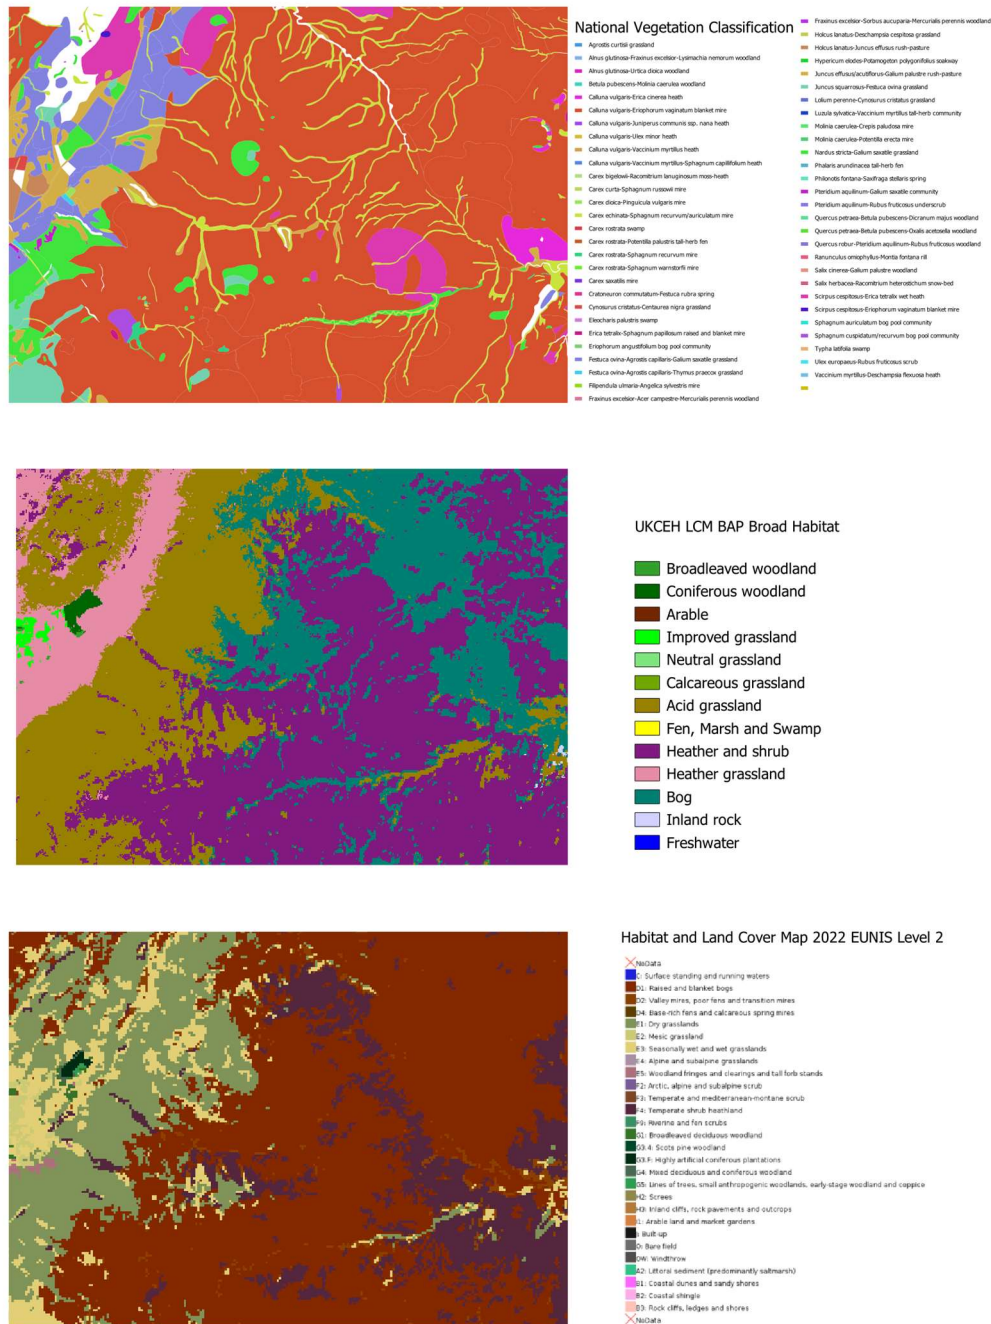 National Vegetation Classification
Agrostis curtisii grassland
Alnus glutinosa-Fraxinus excelsior-Lysimachia nemorum woodland
Alnus glutinosa-Urtica dioica woodland
Betula pubescens-Molinia caerulea woodland
Calluna vulgaris-Erica cinerea heath
Calluna vulgaris-Eriophorum vaginatum blanket mire
Calluna vulgaris-Juniperus communis ssp. nana heath
Calluna vulgaris-Ulex minor heath
Calluna vulgaris-Vaccinium myrtillus heath
Calluna vulgaris-Vaccinium myrtillus-Sphagnum capillifolium heath
Carex bigelowii-Racomitrium lanuginosum moss-heath
Carex curta-Sphagnum russowii mire
Carex dioica-Pinguicula vulgaris mire
Carex echinata-Sphagnum recurvum/auriculatum mire
Carex rostrata swamp
Carex rostrata-Potentilla palustris tall-herb fen
Carex rostrata-Sphagnum recurvum mire
Carex rostrata-Sphagnum warnstorfii mire
Carex saxatilis mire
Cratoneuron commutatum-Festuca rubra spring
Cynosurus cristatus-Centaurea nigra grassland
Eleocharis palustris swamp
Erica tetralix-Sphagnum papillosum raised and blanket mire
Eriophorum angustifolium bog pool community
Festuca ovina-Agrostis capillaris-Galium saxatile grassland
Festuca ovina-Agrostis capillaris-Thymus praecox grassland
Filipendula ulmaria-Angelica sylvestris mire
Fraxinus excelsior-Acer campestre-Mercurialis perennis woodland
Fraxinus excelsior-Sorbus aucuparia-Mercurialis perennis woodland
Holcus lanatus-Deschampsia cespitosa grassland
Holcus lanatus-Juncus effusus rush-pasture
Hypericum elodes-Potamogeton polygonifolius soakway
Juncus effusus/acutiflorus-Galium palustre rush-pasture
Juncus squarrosus-Festuca ovina grassland
Lolium perenne-Cynosurus cristatus grassland
Luzula sylvatica-Vaccinium myrtillus tall-herb community
Molinia caerulea-Crepis paludosa mire
Molinia caerulea-Potentilla erecta mire
Nardus stricta-Galium saxatile grassland
Phalaris arundinacea tall-herb fen
Philonotis fontana-Saxifraga stellaris spring
Pteridium aquilinum-Galium saxatile community
Pteridium aquilinum-Rubus fruticosus underscrub
Quercus petraea-Betula pubescens-Dicranum majus woodland
Quercus petraea-Betula pubescens-Oxalis acetosella woodland
Quercus robur-Pteridium aquilinum-Rubus fruticosus woodland
Ranunculus omiophyllus-Montia fontana rill
Salix cinerea-Galium palustre woodland
Salix herbacea-Racomitrium heterostichum snow-bed
Scirpus cespitosus-Erica tetralix wet heath
Scirpus cespitosus-Eriophorum vaginatum blanket mire
Sphagnum auriculatum bog pool community
Sphagnum cuspidatum/recurvum bog pool community
Typha latifolia swamp
Ulex europaeus-Rubus fruticosus scrub
Vaccinium myrtillus-Deschampsia flexuosa heath
UKCEH LCM BAP Broad Habitat
Broadleaved woodland
Coniferous woodland
Arable
Improved grassland
Neutral grassland
Calcareous grassland
Acid grassland
Fen, Marsh and Swamp
Heather and shrub
Heather grassland
Bog
Inland rock
Freshwater
Habitat and Land Cover Map 2022 EUNIS Level 2
NoData
C: Surface standing and running waters
D1: Raised and blanket bogs
D2: Valley mires, poor fens and transition mires
D4: Base-rich fens and calcareous spring mires
E1: Dry grasslands
E2: Mesic grassland
E3: Seasonally wet and wet grasslands
E4: Alpine and subalpine grasslands
E5: Woodland fringes and clearings and tall forb stands
F2: Arctic, alpine and subalpine scrub
F3: Temperate and mediterranean-montane scrub
F4: Temperate shrub heathland
F9: Riverine and fen scrubs
G1: Broadleaved deciduous woodland
G3.4: Scots pine woodland
G3.F: Highly artificial coniferous plantations
G4: Mixed deciduous and coniferous woodland
G5: Lines of trees, small anthropogenic woodlands, early-stage woodland and coppice
H2: Screes
H3: Inland cliffs, rock pavements and outcrops
I1: Arable land and market gardens
J: Built-up
O: Bare field
OW: Windthrow
A2: Littoral sediment (predominantly saltmarsh)
B1: Coastal dunes and sandy shores
B2: Coastal shingle
B3: Rock cliffs, ledges and shores
NoData